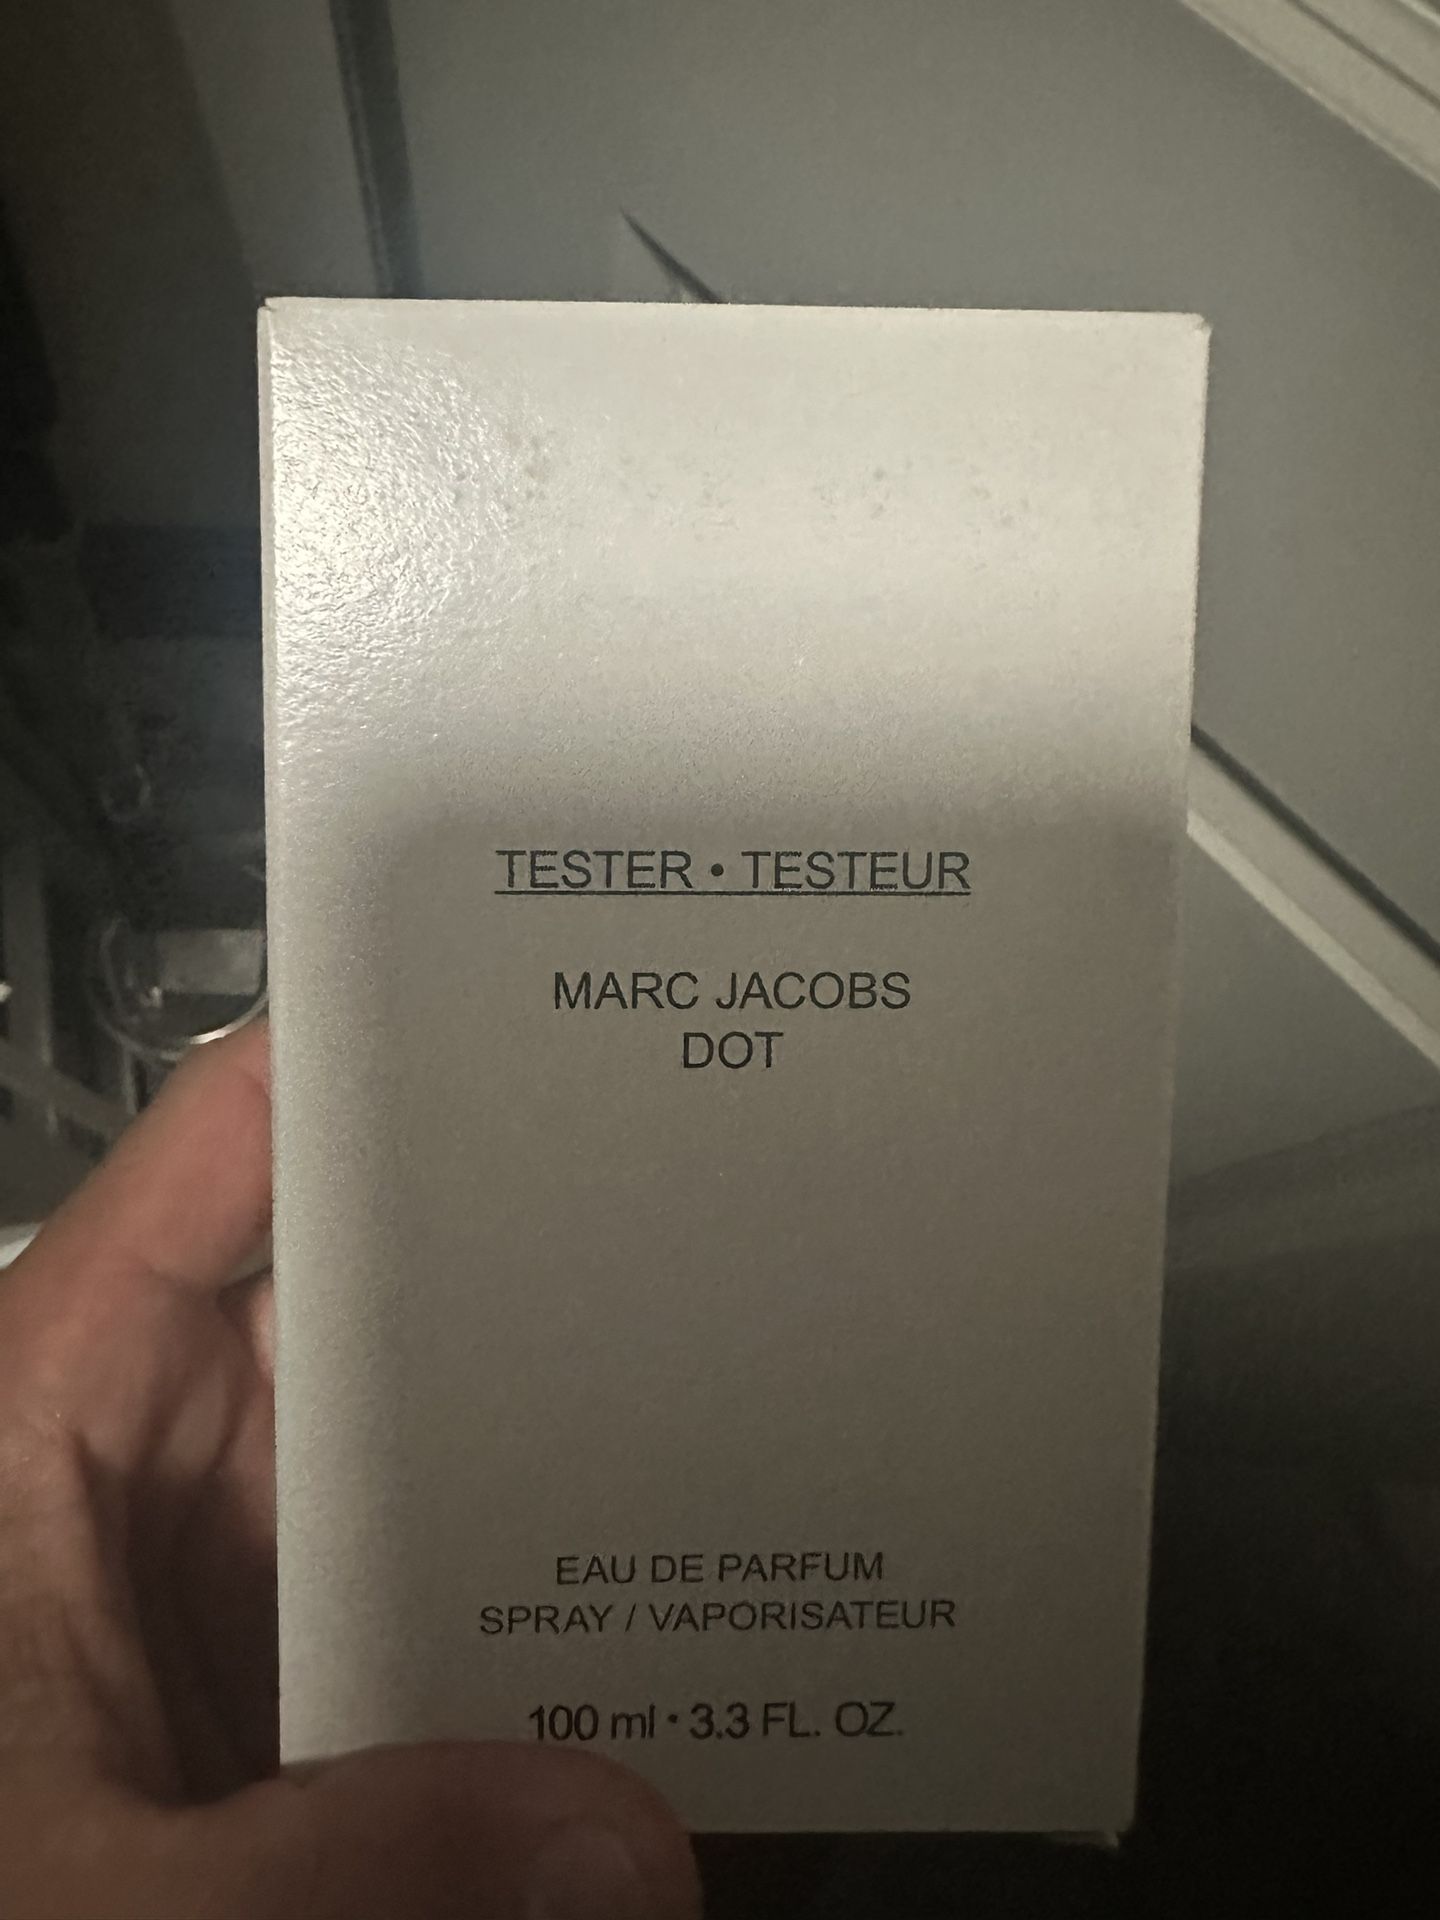 TESTER • TESTEUR
MARC JACOBS
DOT
EAU DE PARFUM
SPRAY / VAPORISATEUR
100 ml • 3.3 FL. OZ.